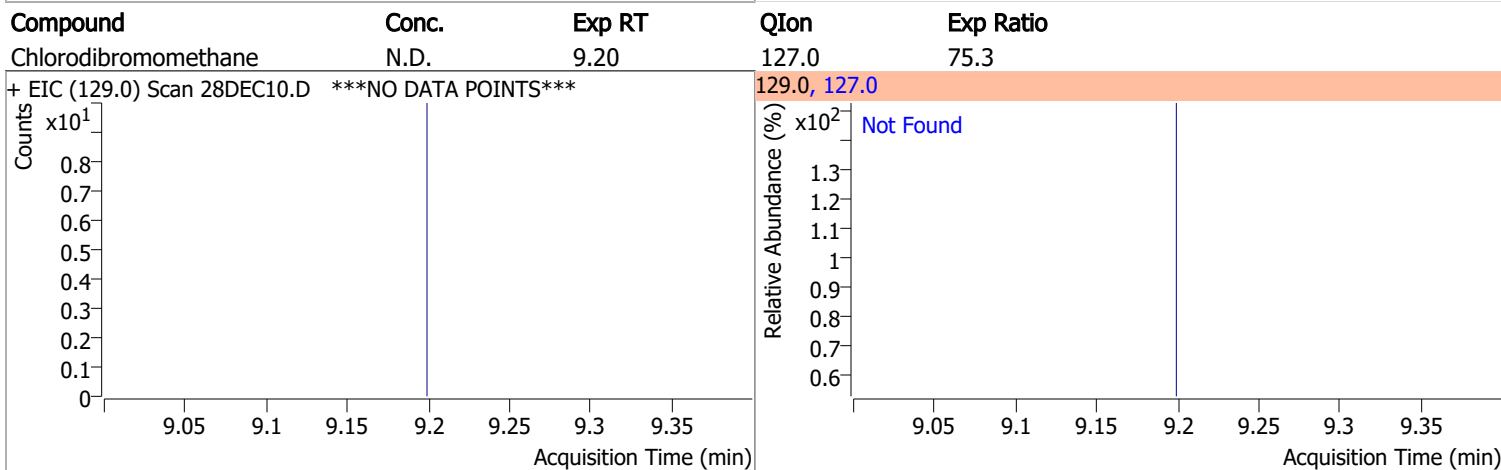 Compound Conc. Exp RT QIon Exp Ratio
Chlorodibromomethane N.D. 9.20 127.0 75.3
+ EIC (129.0) Scan 28DEC10.D ***NO DATA POINTS***
Counts
x10¹
0.8
0.7
0.6
0.5
0.4
0.3
0.2
0.1
0
9.05 9.1 9.15 9.2 9.25 9.3 9.35
Acquisition Time (min)
129.0, 127.0
Relative Abundance (%)
x10²
Not Found
1.3
1.2
1.1
1
0.9
0.8
0.7
0.6
9.05 9.1 9.15 9.2 9.25 9.3 9.35
Acquisition Time (min)